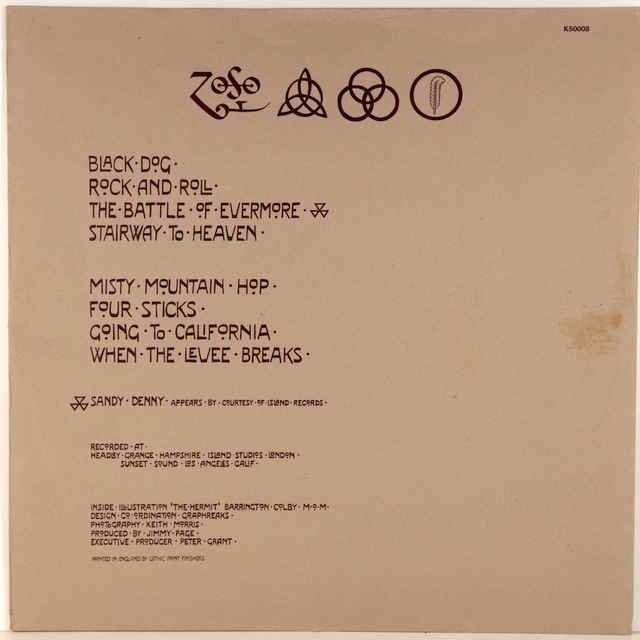 K50008
ZoSo
BLACK·DOG·
ROCK·AND·ROLL·
THE·BATTLE·OF·EVERMORE·
STAIRWAY·To·HEAVEN·
MISTY·MOUNTAIN·HOP·
FOUR·STICKS·
GOING·To·CALIFORNIA·
WHEN·THE·LEVEE·BREAKS·
SANDY·DENNY·APPEARS·BY·COURTESY·OF·ISLAND·RECORDS·
RECORDED·AT·
HEADLEY·GRANGE·HAMPSHIRE·ISLAND·STUDIOS·LONDON·
SUNSET·SOUND·LOS·ANGELES·CALIF·
INSIDE·ILLUSTRATION 'THE·HERMIT' BARRINGTON·COLBY·M·O·M·
DESIGN·CO·ORDINATION·GRAPHREAKS·
PHOTOGRAPHY·KEITH·MORRIS·
PRODUCED·BY·JIMMY·PAGE·
EXECUTIVE·PRODUCER·PETER·GRANT·
PRINTED·IN·ENGLAND·BY·GOTHIC·PRINT·FINISHERS